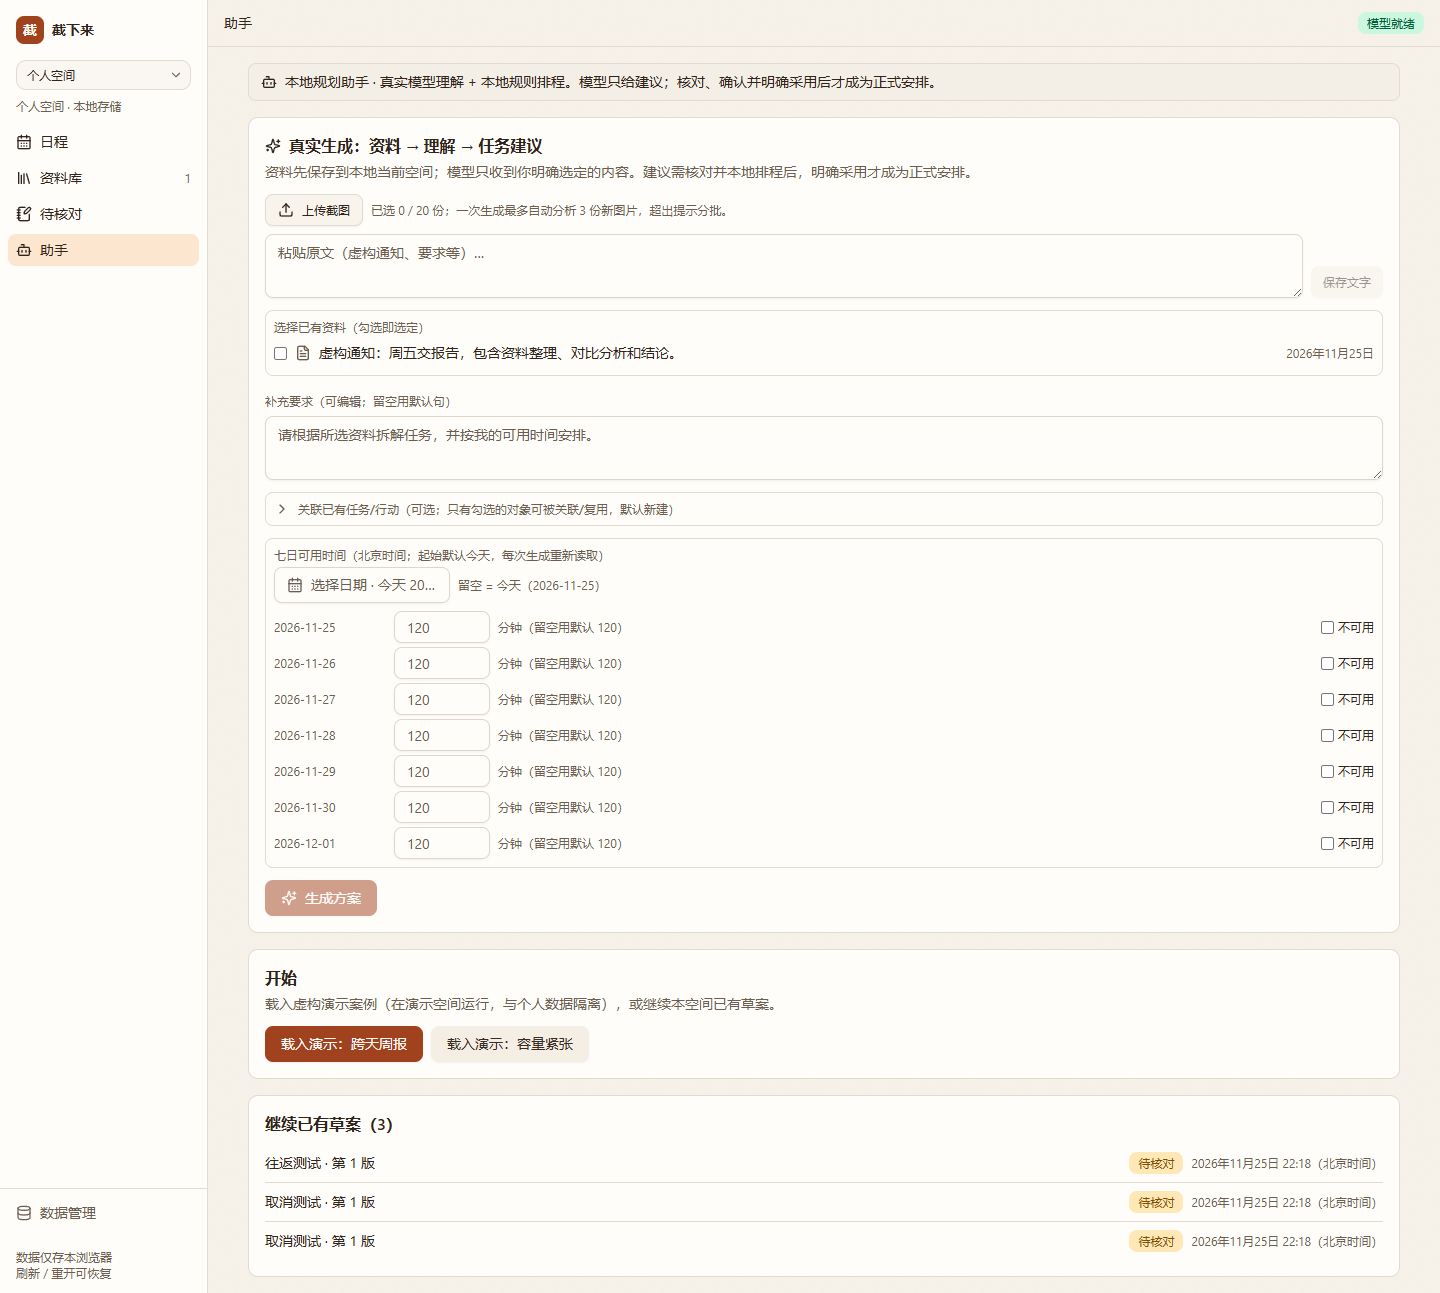 截 截下来
个人空间
个人空间 · 本地存储
日程
资料库 1
待核对
助手
数据管理
数据仅存本浏览器
刷新 / 重开可恢复
助手
模型就绪
本地规划助手 · 真实模型理解 + 本地规则排程。模型只给建议；核对、确认并明确采用后才成为正式安排。
真实生成：资料 → 理解 → 任务建议
资料先保存到本地当前空间；模型只收到你明确选定的内容。建议需核对并本地排程后，明确采用才成为正式安排。
上传截图 已选 0 / 20 份；一次生成最多自动分析 3 份新图片，超出提示分批。
粘贴原文（虚构通知、要求等）...
保存文字
选择已有资料（勾选即选定）
虚构通知：周五交报告，包含资料整理、对比分析和结论。 2026年11月25日
补充要求（可编辑；留空用默认句）
请根据所选资料拆解任务，并按我的可用时间安排。
关联已有任务/行动（可选；只有勾选的对象可被关联/复用，默认新建）
七日可用时间（北京时间；起始默认今天，每次生成重新读取）
选择日期 · 今天 20... 留空 = 今天（2026-11-25）
2026-11-25 120 分钟（留空用默认 120） 不可用
2026-11-26 120 分钟（留空用默认 120） 不可用
2026-11-27 120 分钟（留空用默认 120） 不可用
2026-11-28 120 分钟（留空用默认 120） 不可用
2026-11-29 120 分钟（留空用默认 120） 不可用
2026-11-30 120 分钟（留空用默认 120） 不可用
2026-12-01 120 分钟（留空用默认 120） 不可用
生成方案
开始
载入虚构演示案例（在演示空间运行，与个人数据隔离），或继续本空间已有草案。
载入演示：跨天周报 载入演示：容量紧张
继续已有草案（3）
往返测试 · 第 1 版 待核对 2026年11月25日 22:18（北京时间）
取消测试 · 第 1 版 待核对 2026年11月25日 22:18（北京时间）
取消测试 · 第 1 版 待核对 2026年11月25日 22:18（北京时间）